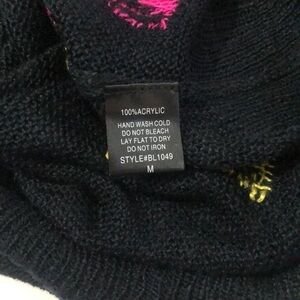 100% ACRYLIC
HAND WASH COLD
DO NOT BLEACH
LAY FLAT TO DRY
DO NOT IRON
STYLE#BL1049
M